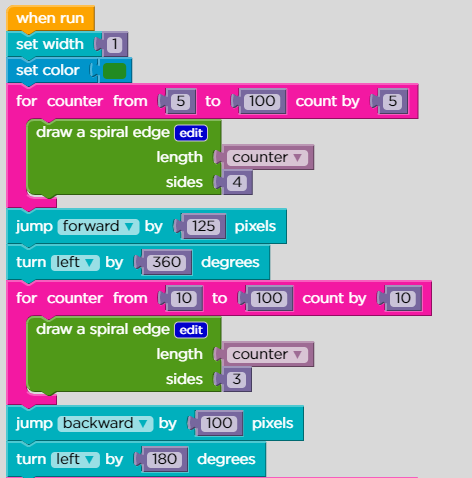 when run
set width 1
set color
for counter from 5 to 100 count by 5
draw a spiral edge edit
length counter
sides 4
jump forward by 125 pixels
turn left by 360 degrees
for counter from 10 to 100 count by 10
draw a spiral edge edit
length counter
sides 3
jump backward by 100 pixels
turn left by 180 degrees